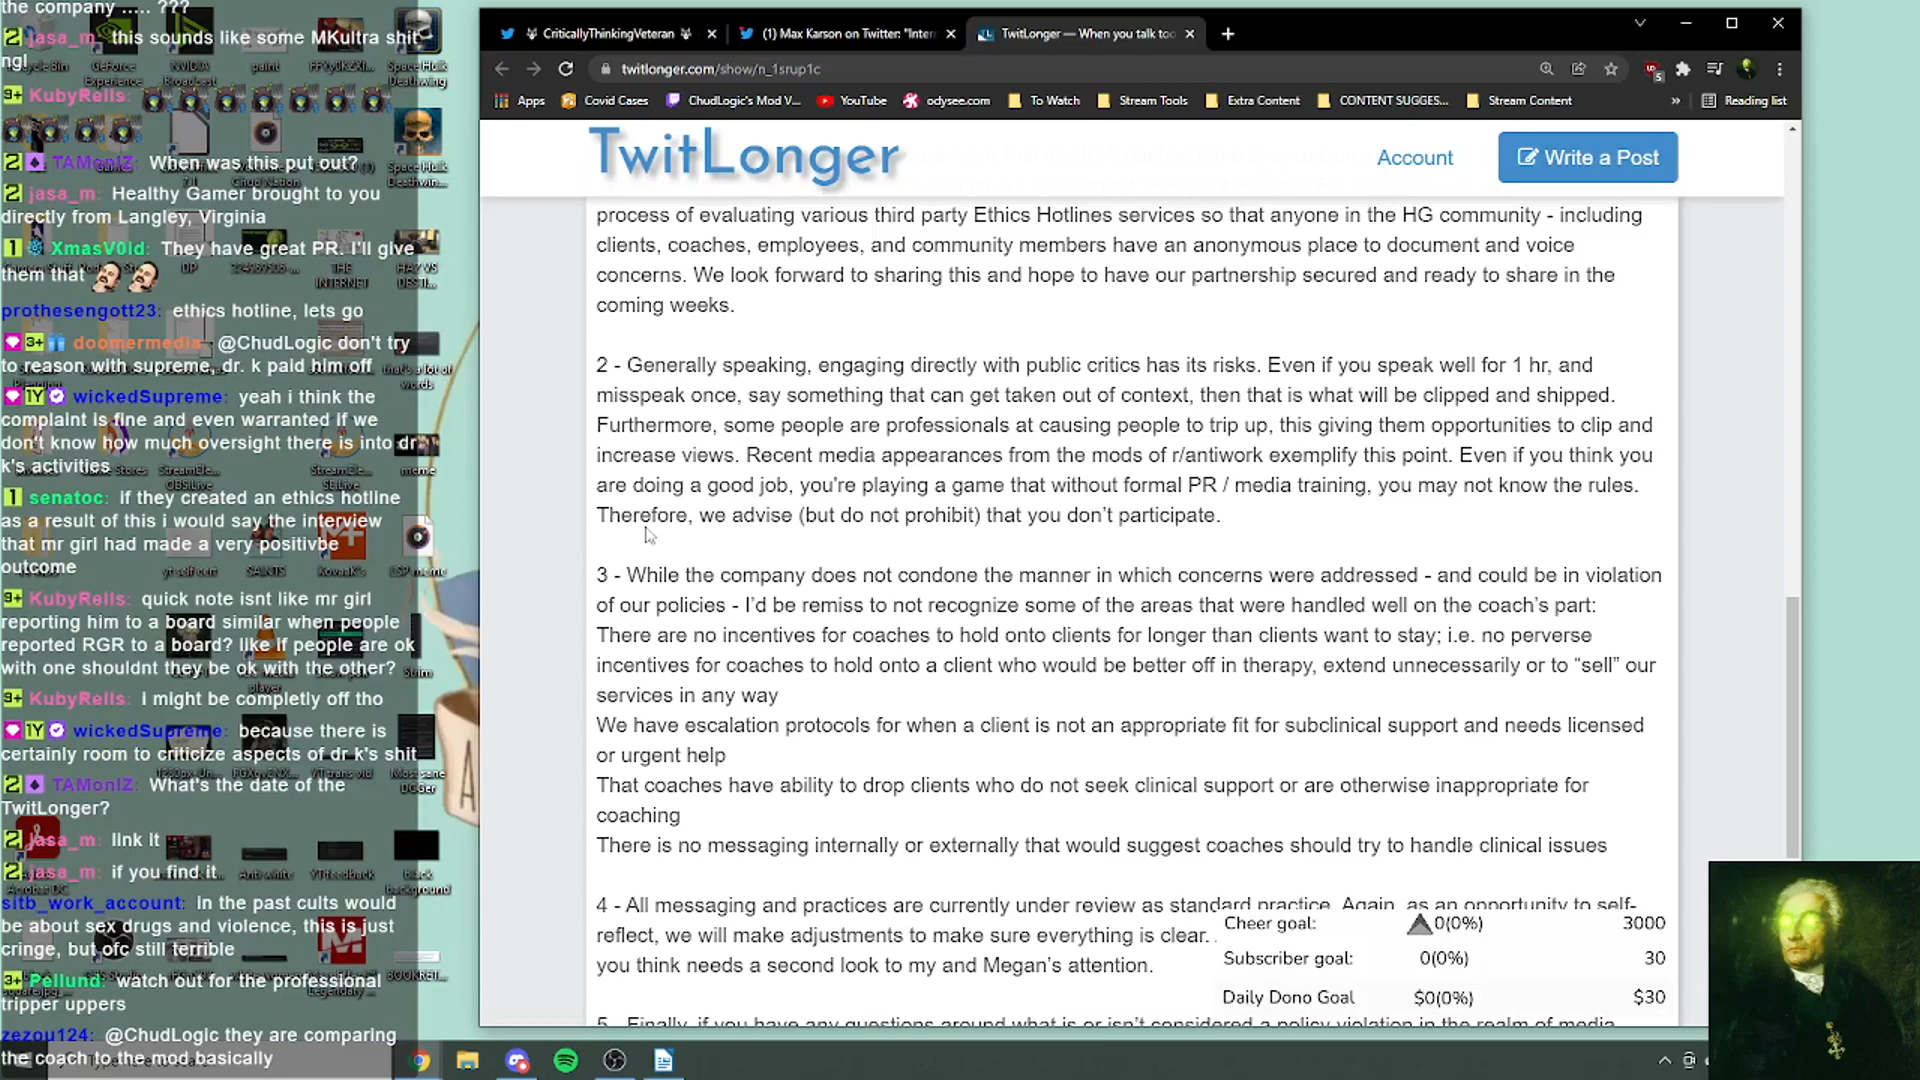 the company ..... ???
jasa_m: this sounds like some MKultra shit
ngl
KubyRells:
TAMonIZ: When was this put out?
jasa_m: Healthy Gamer brought to you
directly from Langley, Virginia
XmasV0ld: They have great PR. I'll give
them that
prothesengott23: ethics hotline, lets go
doomermedia: @ChudLogic don't try
to reason with supreme, dr. k paid him off
wickedSupreme: yeah i think the
complaint is fine and even warranted if we
don't know how much oversight there is into dr
k's activities
senatoc: if they created an ethics hotline
as a result of this i would say the interview
that mr girl had made a very positivbe
outcome
KubyRells: quick note isnt like mr girl
reporting him to a board similar when people
reported RGR to a board? like If people are ok
with one shouldnt they be ok with the other?
KubyRells: i might be completly off tho
wickedSupreme: because there is
certainly room to criticize aspects of dr k's shit
TAMonIZ: What's the date of the
TwitLonger?
jasa_m: link it
jasa_m: if you find it
sitb_work_account: in the past cults would
be about sex drugs and violence, this is just
cringe, but ofc still terrible
Pellund: watch out for the professional
tripper uppers
zezou124: @ChudLogic they are comparing
the coach to the mod basically
CriticallyThinkingVeteran
(1) Max Karson on Twitter: "Inter
TwitLonger — When you talk too
twitlonger.com/show/n_1srup1c
Apps
Covid Cases
ChudLogic's Mod V...
YouTube
odysee.com
To Watch
Stream Tools
Extra Content
CONTENT SUGGES...
Stream Content
»
Reading list
TwitLonger
Account
Write a Post
process of evaluating various third party Ethics Hotlines services so that anyone in the HG community - including
clients, coaches, employees, and community members have an anonymous place to document and voice
concerns. We look forward to sharing this and hope to have our partnership secured and ready to share in the
coming weeks.
2 - Generally speaking, engaging directly with public critics has its risks. Even if you speak well for 1 hr, and
misspeak once, say something that can get taken out of context, then that is what will be clipped and shipped.
Furthermore, some people are professionals at causing people to trip up, this giving them opportunities to clip and
increase views. Recent media appearances from the mods of r/antiwork exemplify this point. Even if you think you
are doing a good job, you're playing a game that without formal PR / media training, you may not know the rules.
Therefore, we advise (but do not prohibit) that you don't participate.
3 - While the company does not condone the manner in which concerns were addressed - and could be in violation
of our policies - I'd be remiss to not recognize some of the areas that were handled well on the coach's part:
There are no incentives for coaches to hold onto clients for longer than clients want to stay; i.e. no perverse
incentives for coaches to hold onto a client who would be better off in therapy, extend unnecessarily or to “sell” our
services in any way
We have escalation protocols for when a client is not an appropriate fit for subclinical support and needs licensed
or urgent help
That coaches have ability to drop clients who do not seek clinical support or are otherwise inappropriate for
coaching
There is no messaging internally or externally that would suggest coaches should try to handle clinical issues
4 - All messaging and practices are currently under review as standard practice. Again, as an opportunity to self-
reflect, we will make adjustments to make sure everything is clear.
you think needs a second look to my and Megan's attention.
5 - Finally, if you have any questions around what is or isn't considered a policy violation in the realm of media
Cheer goal: 0(0%) 3000
Subscriber goal: 0(0%) 30
Daily Dono Goal $0(0%) $30